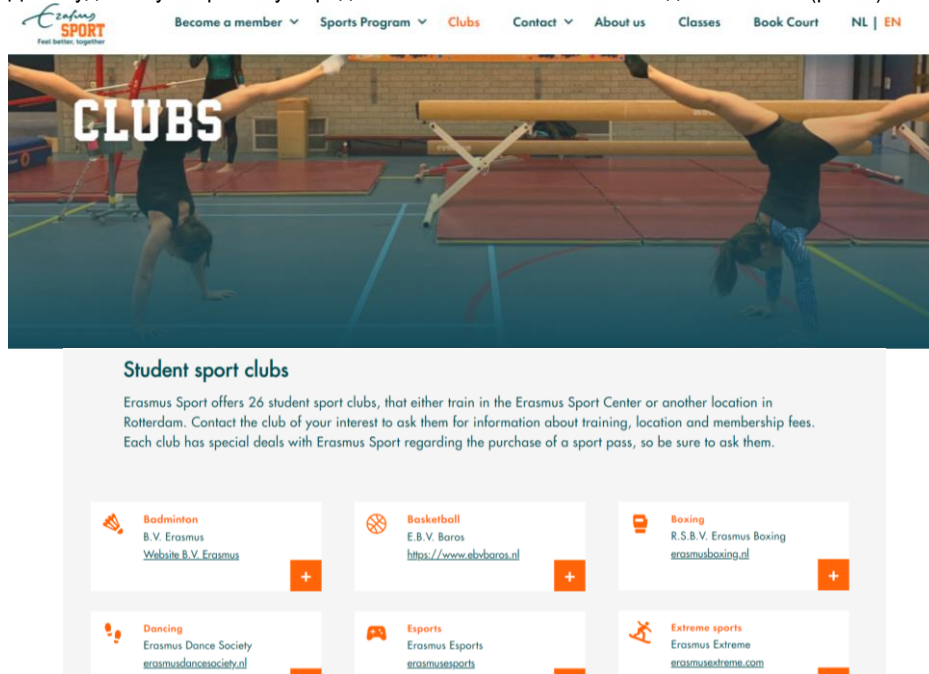 Erasmus
SPORT
Feel better, together
Become a member
Sports Program
Clubs
Contact
About us
Classes
Book Court
NL | EN
CLUBS
Student sport clubs
Erasmus Sport offers 26 student sport clubs, that either train in the Erasmus Sport Center or another location in
Rotterdam. Contact the club of your interest to ask them for information about training, location and membership fees.
Each club has special deals with Erasmus Sport regarding the purchase of a sport pass, so be sure to ask them.
Badminton
B.V. Erasmus
Website B.V. Erasmus
+
Basketball
E.B.V. Baros
https://www.ebvbaros.nl
+
Boxing
R.S.B.V. Erasmus Boxing
erasmusboxing.nl
+
Dancing
Erasmus Dance Society
erasmusdancesociety.nl
Esports
Erasmus Esports
erasmusesports
Extreme sports
Erasmus Extreme
erasmusextreme.com